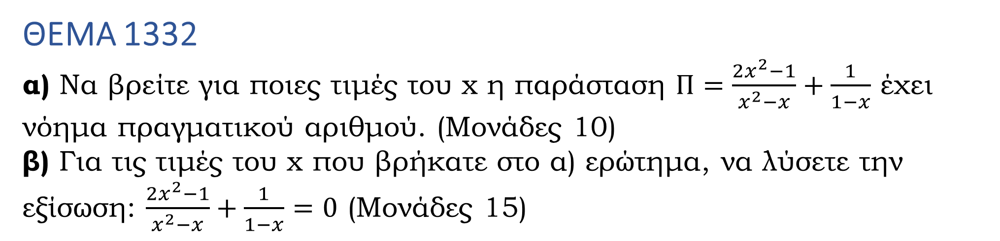 ΘΕΜΑ 1332
α) Να βρείτε για ποιες τιμές του x η παράσταση Π = \frac{2x^2-1}{x^2-x} + \frac{1}{1-x} έχει
νόημα πραγματικού αριθμού. (Μονάδες 10)
β) Για τις τιμές του x που βρήκατε στο α) ερώτημα, να λύσετε την
εξίσωση: \frac{2x^2-1}{x^2-x} + \frac{1}{1-x} = 0 (Μονάδες 15)